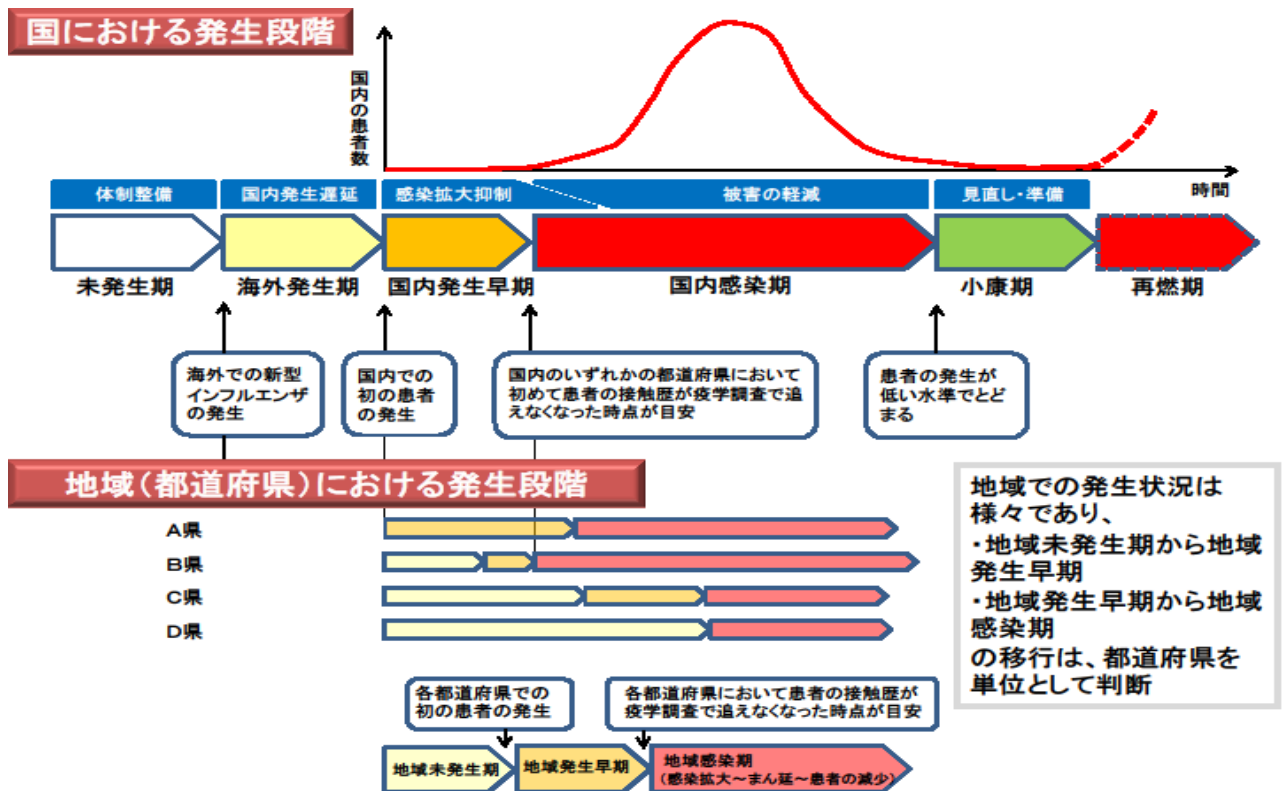 国における発生段階
国内の患者数
時間
体制整備
国内発生遅延
感染拡大抑制
被害の軽減
見直し・準備
未発生期
海外発生期
国内発生早期
国内感染期
小康期
再燃期
海外での新型
インフルエンザ
の発生
国内での
初の患者
の発生
国内のいずれかの都道府県において
初めて患者の接触歴が疫学調査で追
えなくなった時点が目安
患者の発生が
低い水準でとど
まる
地域（都道府県）における発生段階
A県
B県
C県
D県
地域での発生状況は
様々であり、
・地域未発生期から地域
発生早期
・地域発生早期から地域
感染期
の移行は、都道府県を
単位として判断
各都道府県での
初の患者の発生
各都道府県において患者の接触歴が
疫学調査で追えなくなった時点が目安
地域未発生期
地域発生早期
地域感染期
（感染拡大～まん延～患者の減少）